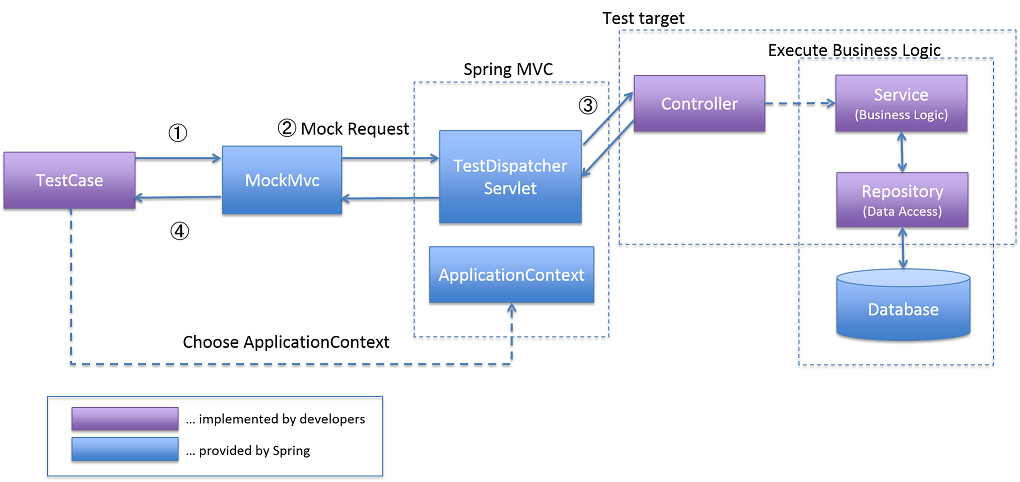 Test target
Execute Business Logic
Spring MVC
③
Controller
Service
(Business Logic)
①
② Mock Request
TestCase
MockMvc
TestDispatcher
Servlet
Repository
(Data Access)
④
ApplicationContext
Database
Choose ApplicationContext
... implemented by developers
... provided by Spring